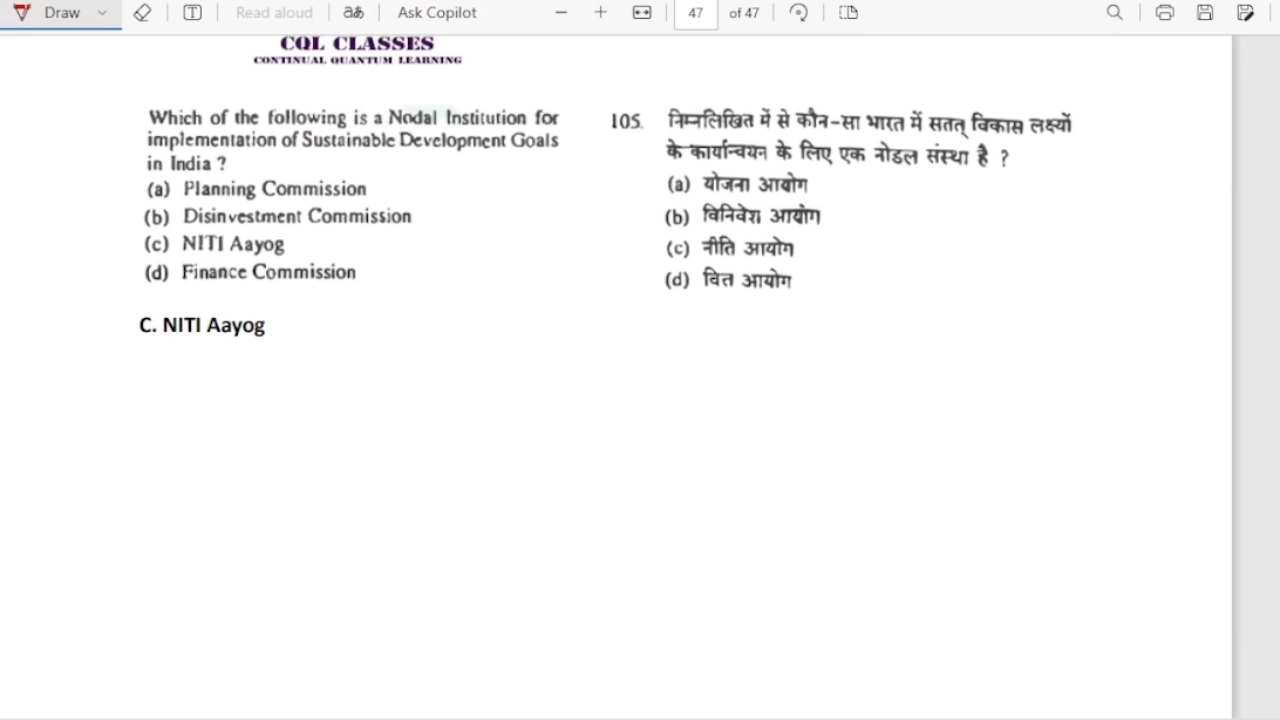 Draw
Read aloud
aあ
Ask Copilot
47 of 47
CQL CLASSES
CONTINUAL QUANTUM LEARNING
Which of the following is a Nodal Institution for
implementation of Sustainable Development Goals
in India ?
(a) Planning Commission
(b) Disinvestment Commission
(c) NITI Aayog
(d) Finance Commission
105. निम्नलिखित में से कौन-सा भारत में सतत् विकास लक्ष्यों
के कार्यान्वयन के लिए एक नोडल संस्था है ?
(a) योजना आयोग
(b) विनिवेश आयोग
(c) नीति आयोग
(d) वित्त आयोग
C. NITI Aayog